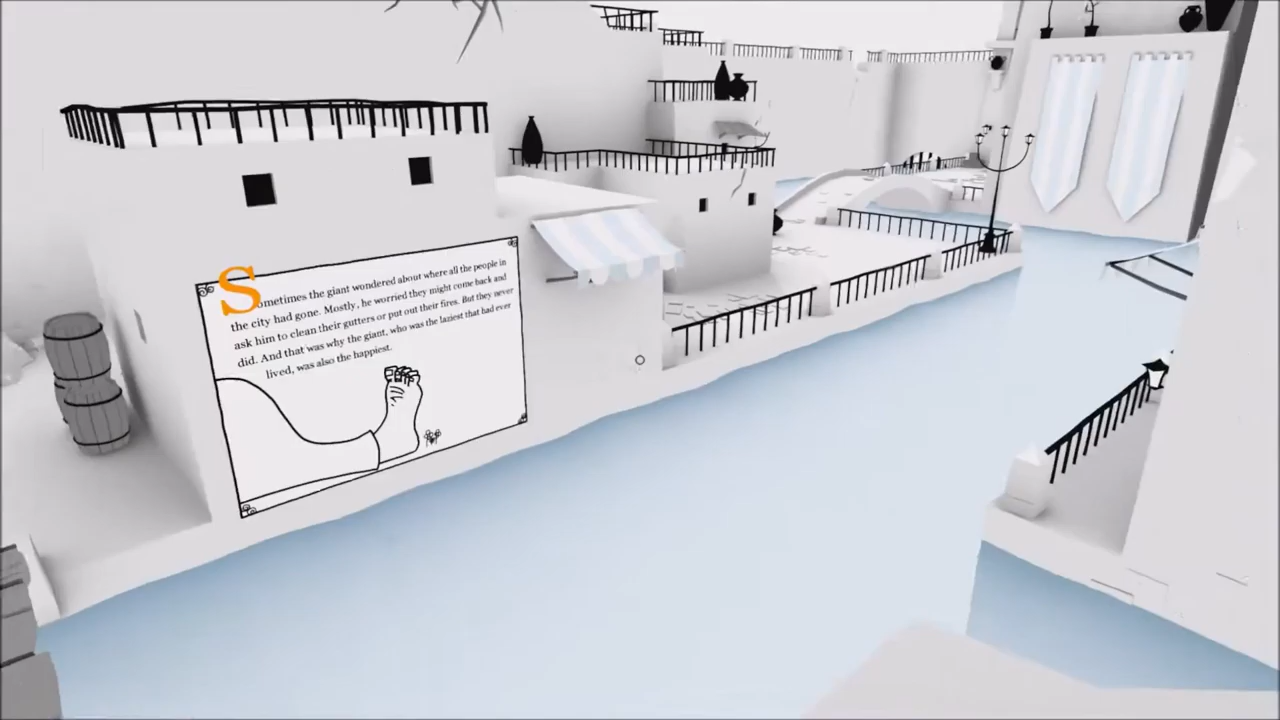 Sometimes the giant wondered about where all the people in
the city had gone. Mostly, he worried they might come back and
ask him to clean their gutters or put out their fires. But they never
did. And that was why the giant, who was the laziest that had ever
lived, was also the happiest.